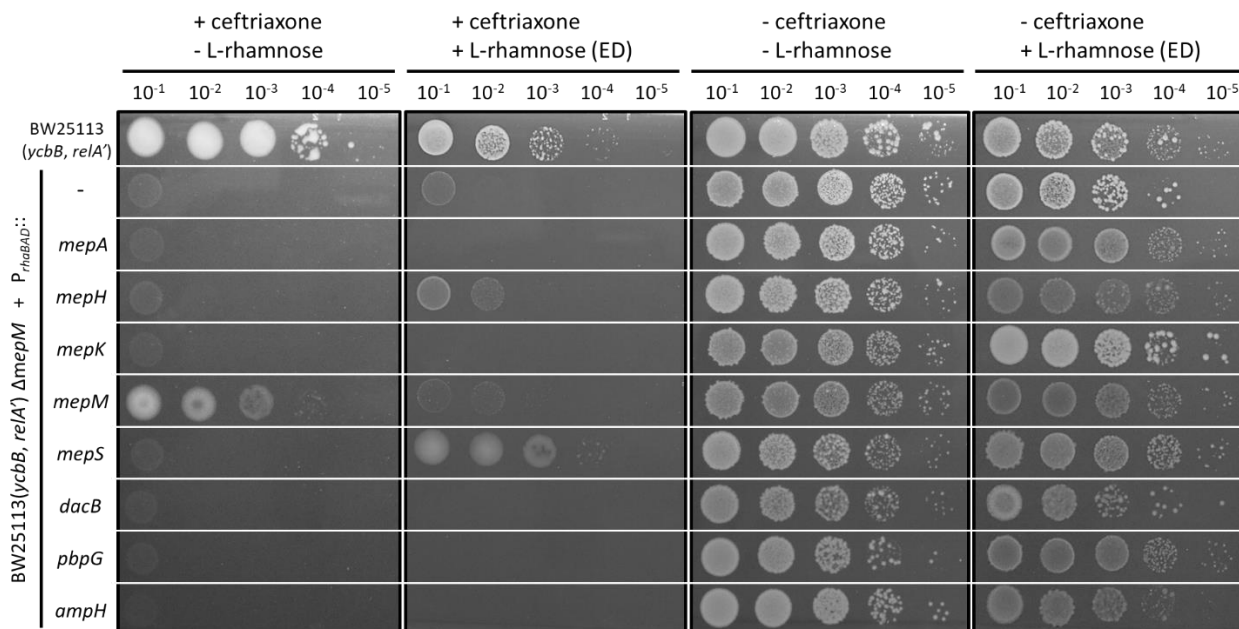 + ceftriaxone + ceftriaxone - ceftriaxone - ceftriaxone
- L-rhamnose + L-rhamnose (ED) - L-rhamnose + L-rhamnose (ED)
10⁻¹ 10⁻² 10⁻³ 10⁻⁴ 10⁻⁵ 10⁻¹ 10⁻² 10⁻³ 10⁻⁴ 10⁻⁵ 10⁻¹ 10⁻² 10⁻³ 10⁻⁴ 10⁻⁵ 10⁻¹ 10⁻² 10⁻³ 10⁻⁴ 10⁻⁵
BW25113
(ycbB, relA’)
BW25113(ycbB, relA’) ΔmepM + PrhaBAD::
-
mepA
mepH
mepK
mepM
mepS
dacB
pbpG
ampH